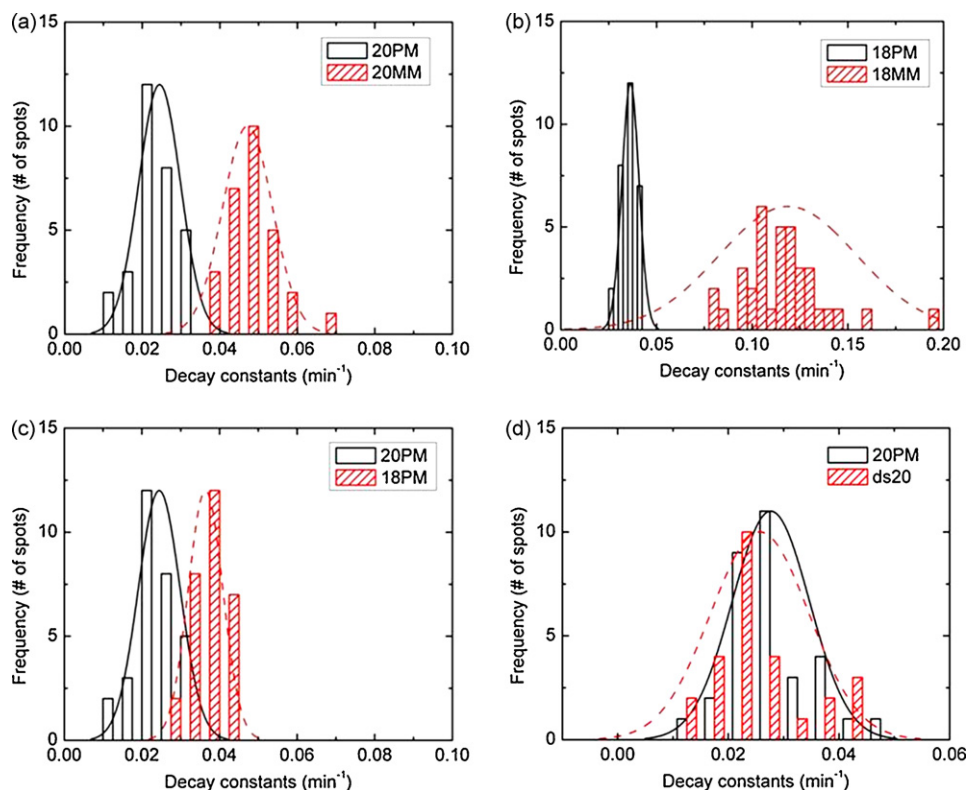 (a)
15
10
5
0
Frequency (# of spots)
20PM
20MM
0.00 0.02 0.04 0.06 0.08 0.10
Decay constants (min⁻¹)
(b)
15
10
5
0
Frequency (# of spots)
18PM
18MM
0.00 0.05 0.10 0.15 0.20
Decay constants (min⁻¹)
(c)
15
10
5
0
Frequency (# of spots)
20PM
18PM
0.00 0.02 0.04 0.06 0.08 0.10
Decay constants (min⁻¹)
(d)
15
10
5
0
Frequency (# of spots)
20PM
ds20
0.00 0.02 0.04 0.06
Decay constants (min⁻¹)